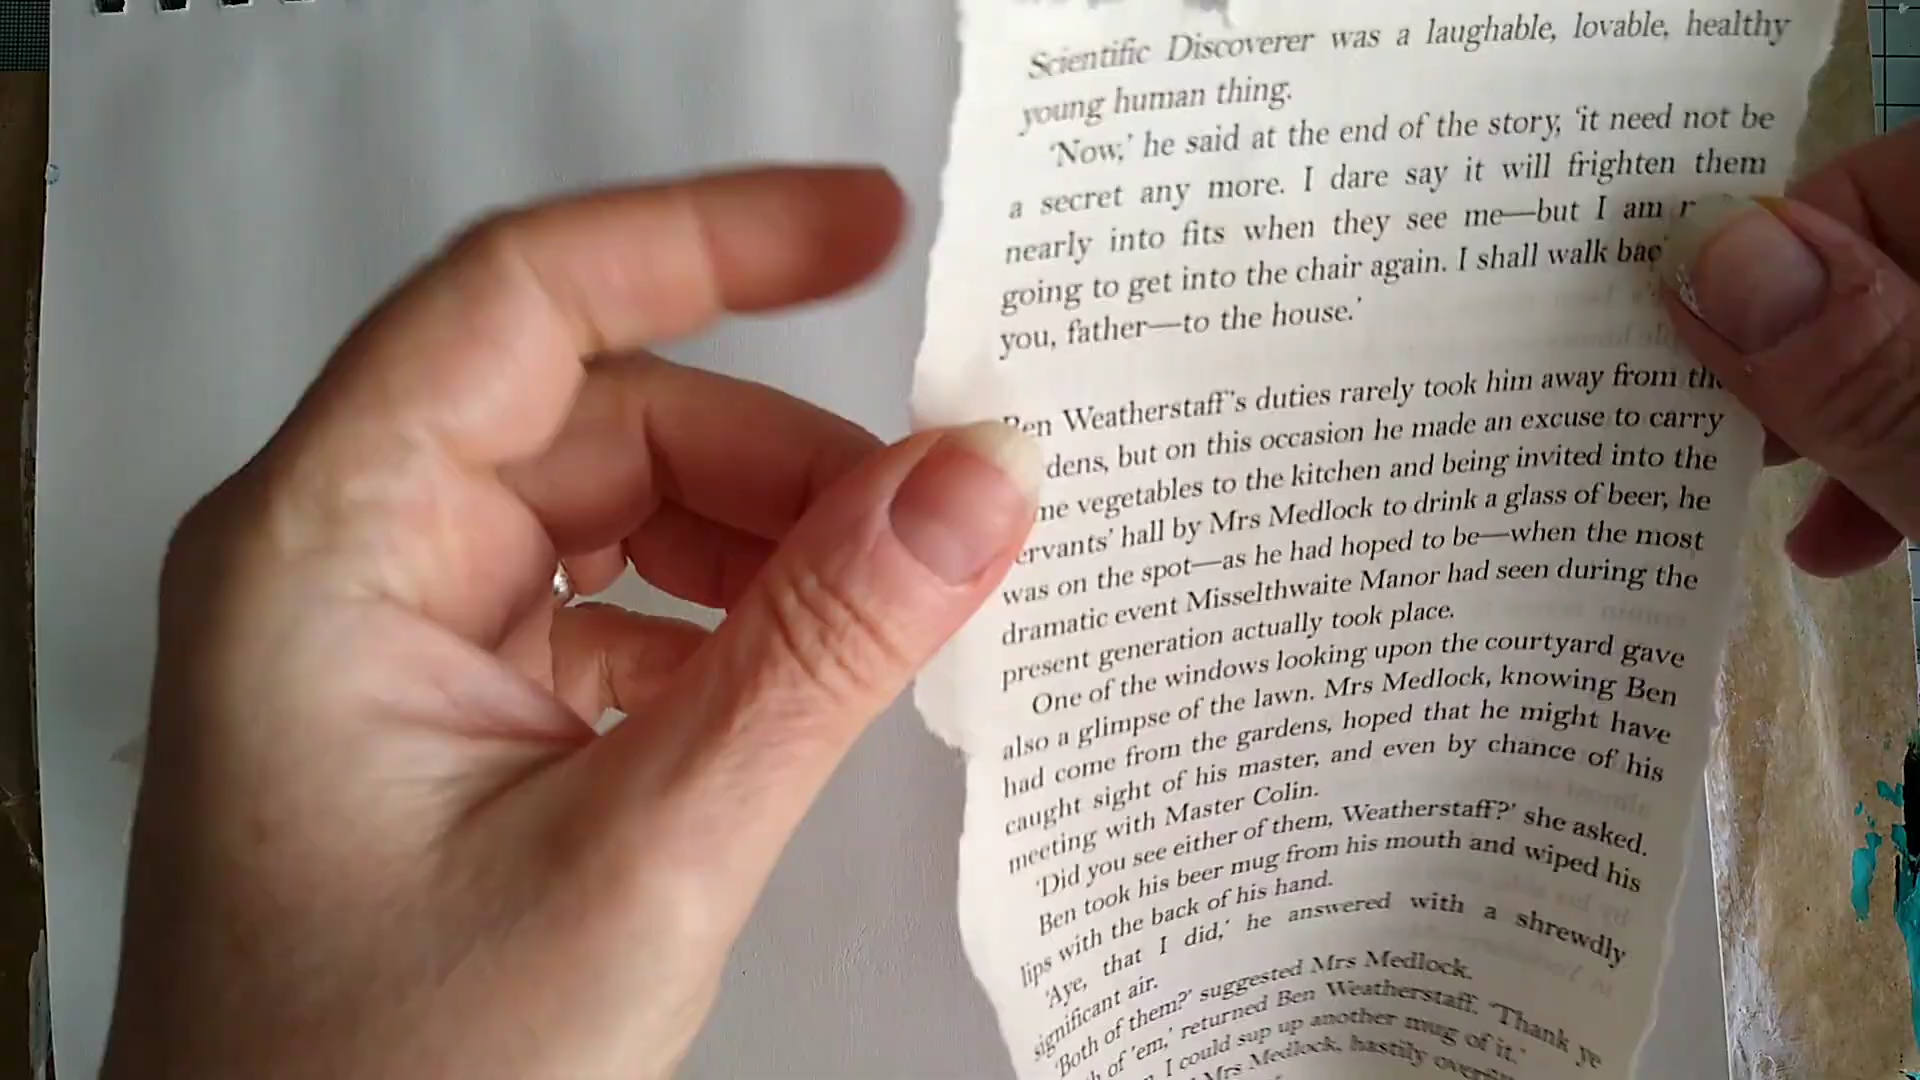 Scientific Discoverer was a laughable, lovable, healthy
young human thing.
‘Now,’ he said at the end of the story, ‘it need not be
a secret any more. I dare say it will frighten them
nearly into fits when they see me—but I am
going to get into the chair again. I shall walk
you, father—to the house.’
Ben Weatherstaff’s duties rarely took him away from the
dens, but on this occasion he made an excuse to carry
me vegetables to the kitchen and being invited into the
ervants’ hall by Mrs Medlock to drink a glass of beer, he
was on the spot—as he had hoped to be—when the most
dramatic event Misselthwaite Manor had seen during the
present generation actually took place.
One of the windows looking upon the courtyard gave
also a glimpse of the lawn. Mrs Medlock, knowing Ben
had come from the gardens, hoped that he might have
caught sight of his master, and even by chance of his
meeting with Master Colin.
‘Did you see either of them, Weatherstaff?’ she asked.
Ben took his beer mug from his mouth and wiped his
lips with the back of his hand.
‘Aye, that I did,’ he answered with a shrewdly
significant air.
‘Both of them?’ suggested Mrs Medlock.
of ’em,’ returned Ben Weatherstaff. ‘Thank ye
I could sup up another mug of it.’
Mrs Medlock, hastily